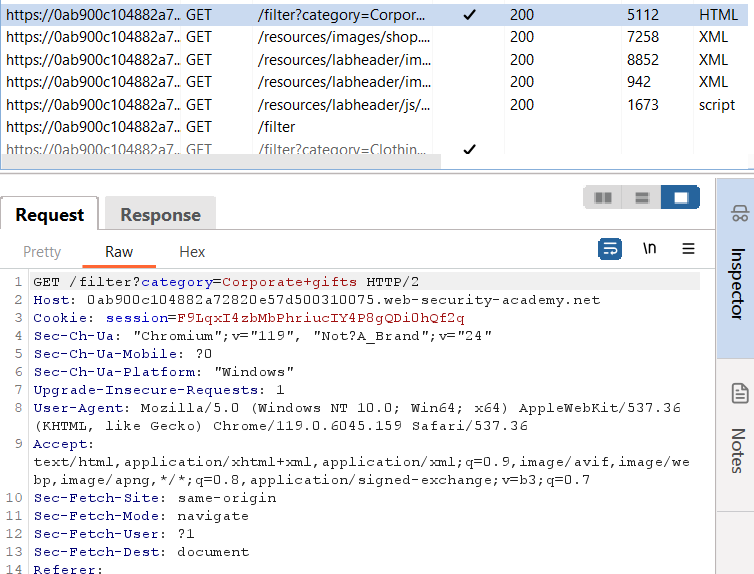 https://0ab900c104882a7... GET /filter?category=Corpor... ✓ 200 5112 HTML
https://0ab900c104882a7... GET /resources/images/shop.... 200 7258 XML
https://0ab900c104882a7... GET /resources/labheader/im... 200 8852 XML
https://0ab900c104882a7... GET /resources/labheader/im... 200 942 XML
https://0ab900c104882a7... GET /resources/labheader/js/... 200 1673 script
https://0ab900c104882a7... GET /filter
https://0ab900c104882a7... GET /filter?category=Clothin... ✓
Request Response
Pretty Raw Hex \n
1 GET /filter?category=Corporate+gifts HTTP/2
2 Host: 0ab900c104882a72820e57d500310075.web-security-academy.net
3 Cookie: session=F9LqxI4zbMbPhriucIY4P8gQDi0hQf2q
4 Sec-Ch-Ua: "Chromium";v="119", "Not?A_Brand";v="24"
5 Sec-Ch-Ua-Mobile: ?0
6 Sec-Ch-Ua-Platform: "Windows"
7 Upgrade-Insecure-Requests: 1
8 User-Agent: Mozilla/5.0 (Windows NT 10.0; Win64; x64) AppleWebKit/537.36
(KHTML, like Gecko) Chrome/119.0.6045.159 Safari/537.36
9 Accept:
text/html,application/xhtml+xml,application/xml;q=0.9,image/avif,image/we
bp,image/apng,*/*;q=0.8,application/signed-exchange;v=b3;q=0.7
10 Sec-Fetch-Site: same-origin
11 Sec-Fetch-Mode: navigate
12 Sec-Fetch-User: ?1
13 Sec-Fetch-Dest: document
14 Referer:
Inspector
Notes